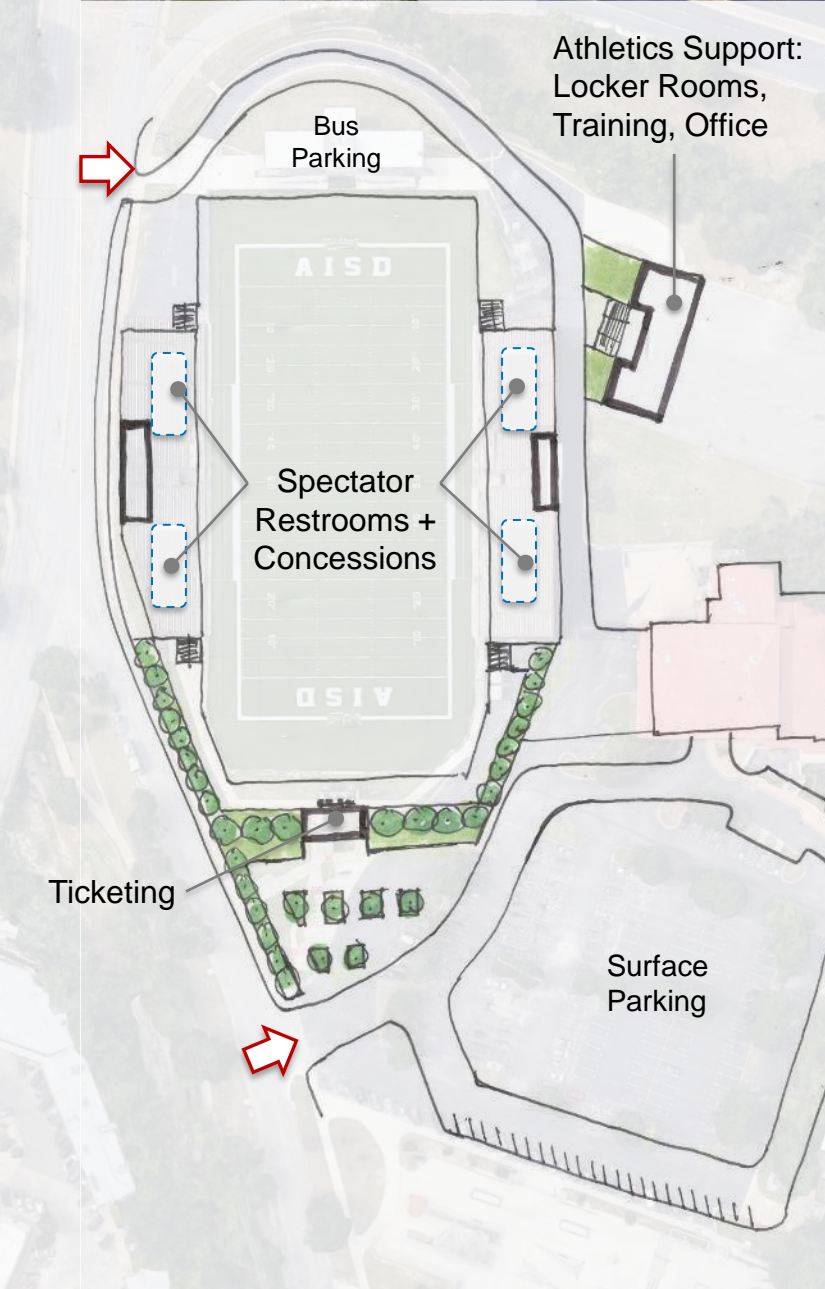 Athletics Support:
Locker Rooms,
Training, Office
Bus
Parking
AISD
Spectator
Restrooms +
Concessions
AISD
Ticketing
Surface
Parking